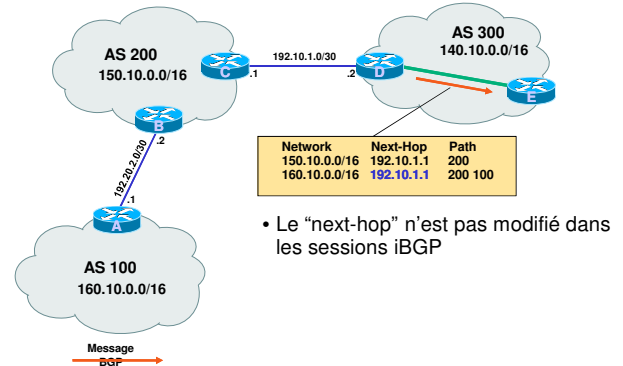 AS 200
150.10.0.0/16
C
.1
192.10.1.0/30
.2
D
AS 300
140.10.0.0/16
E
B
.2
192.20.2.0/30
.1
A
AS 100
160.10.0.0/16
Network Next-Hop Path
150.10.0.0/16 192.10.1.1 200
160.10.0.0/16 192.10.1.1 200 100
• Le “next-hop” n’est pas modifié dans
les sessions iBGP
Message
BGP